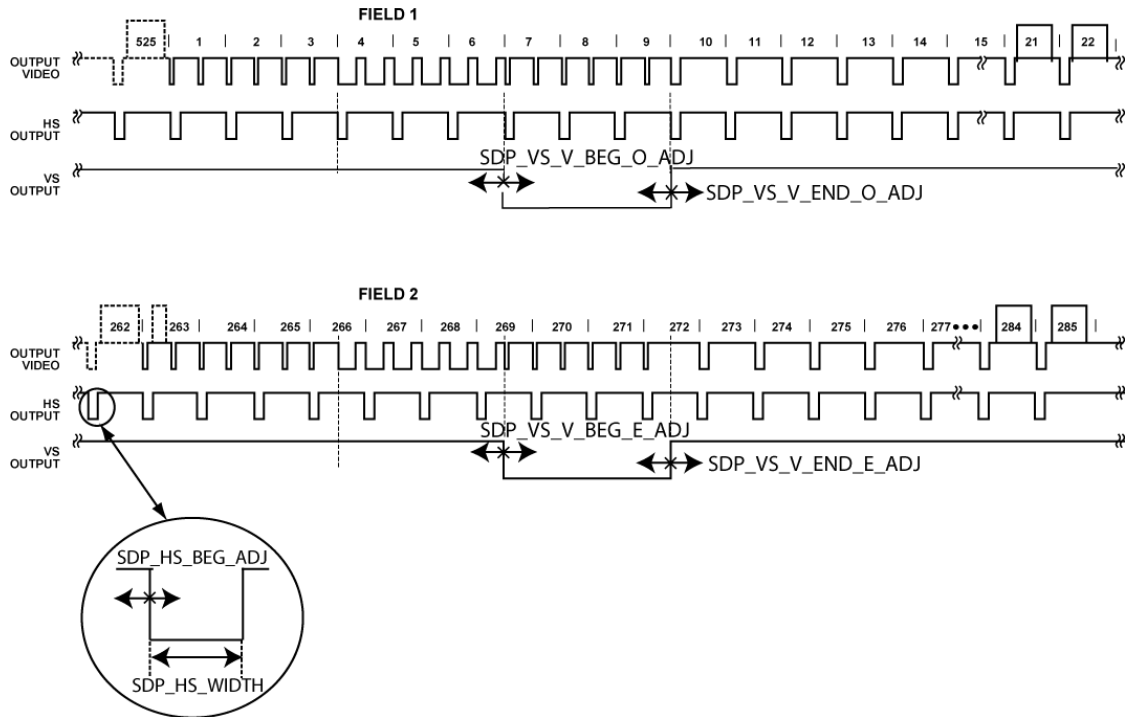 FIELD 1
525 1 2 3 4 5 6 7 8 9 10 11 12 13 14 15 21 22
OUTPUT
VIDEO
HS
OUTPUT
SDP_VS_V_BEG_O_ADJ
VS
OUTPUT
SDP_VS_V_END_O_ADJ
FIELD 2
262 263 264 265 266 267 268 269 270 271 272 273 274 275 276 277 284 285
OUTPUT
VIDEO
HS
OUTPUT
SDP_VS_V_BEG_E_ADJ
VS
OUTPUT
SDP_VS_V_END_E_ADJ
SDP_HS_BEG_ADJ
SDP_HS_WIDTH